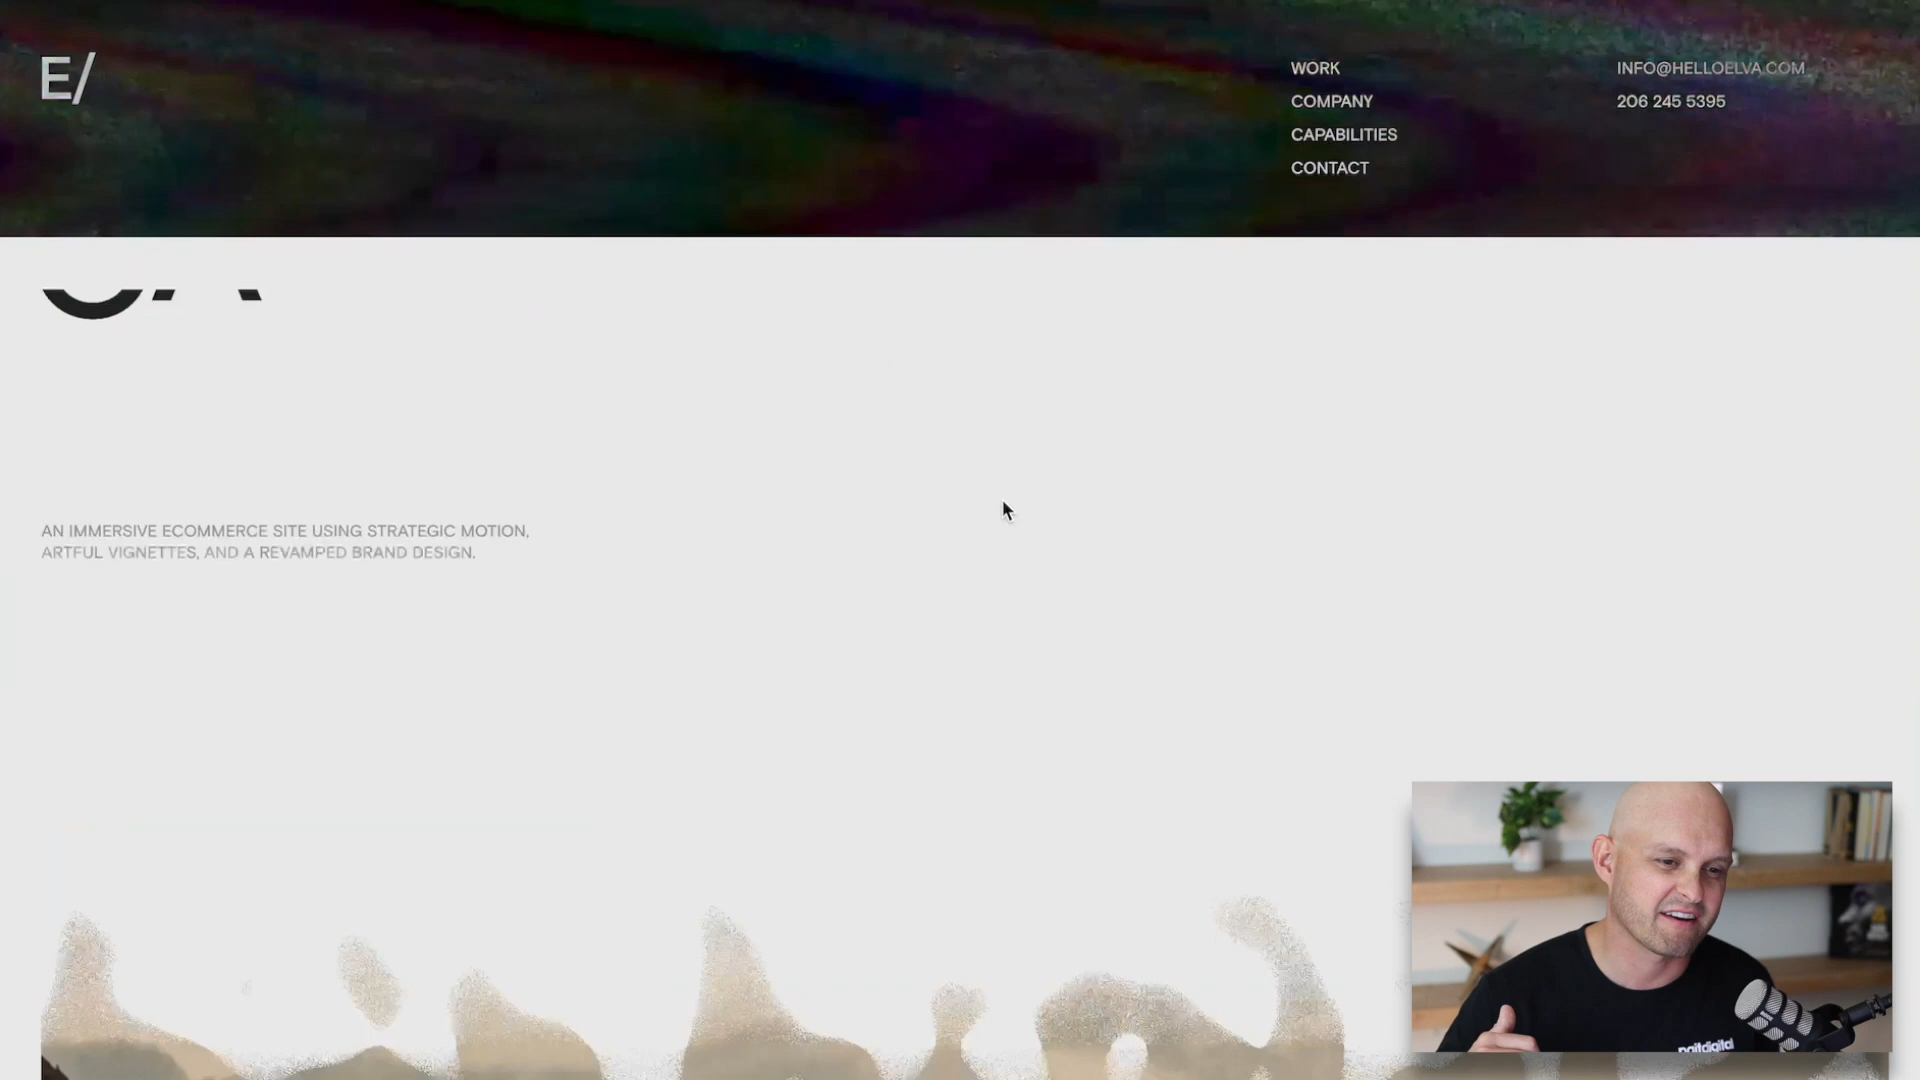 E/
WORK
COMPANY
CAPABILITIES
CONTACT
INFO@HELLOELVA.COM
206 245 5395
AN IMMERSIVE ECOMMERCE SITE USING STRATEGIC MOTION,
ARTFUL VIGNETTES, AND A REVAMPED BRAND DESIGN.